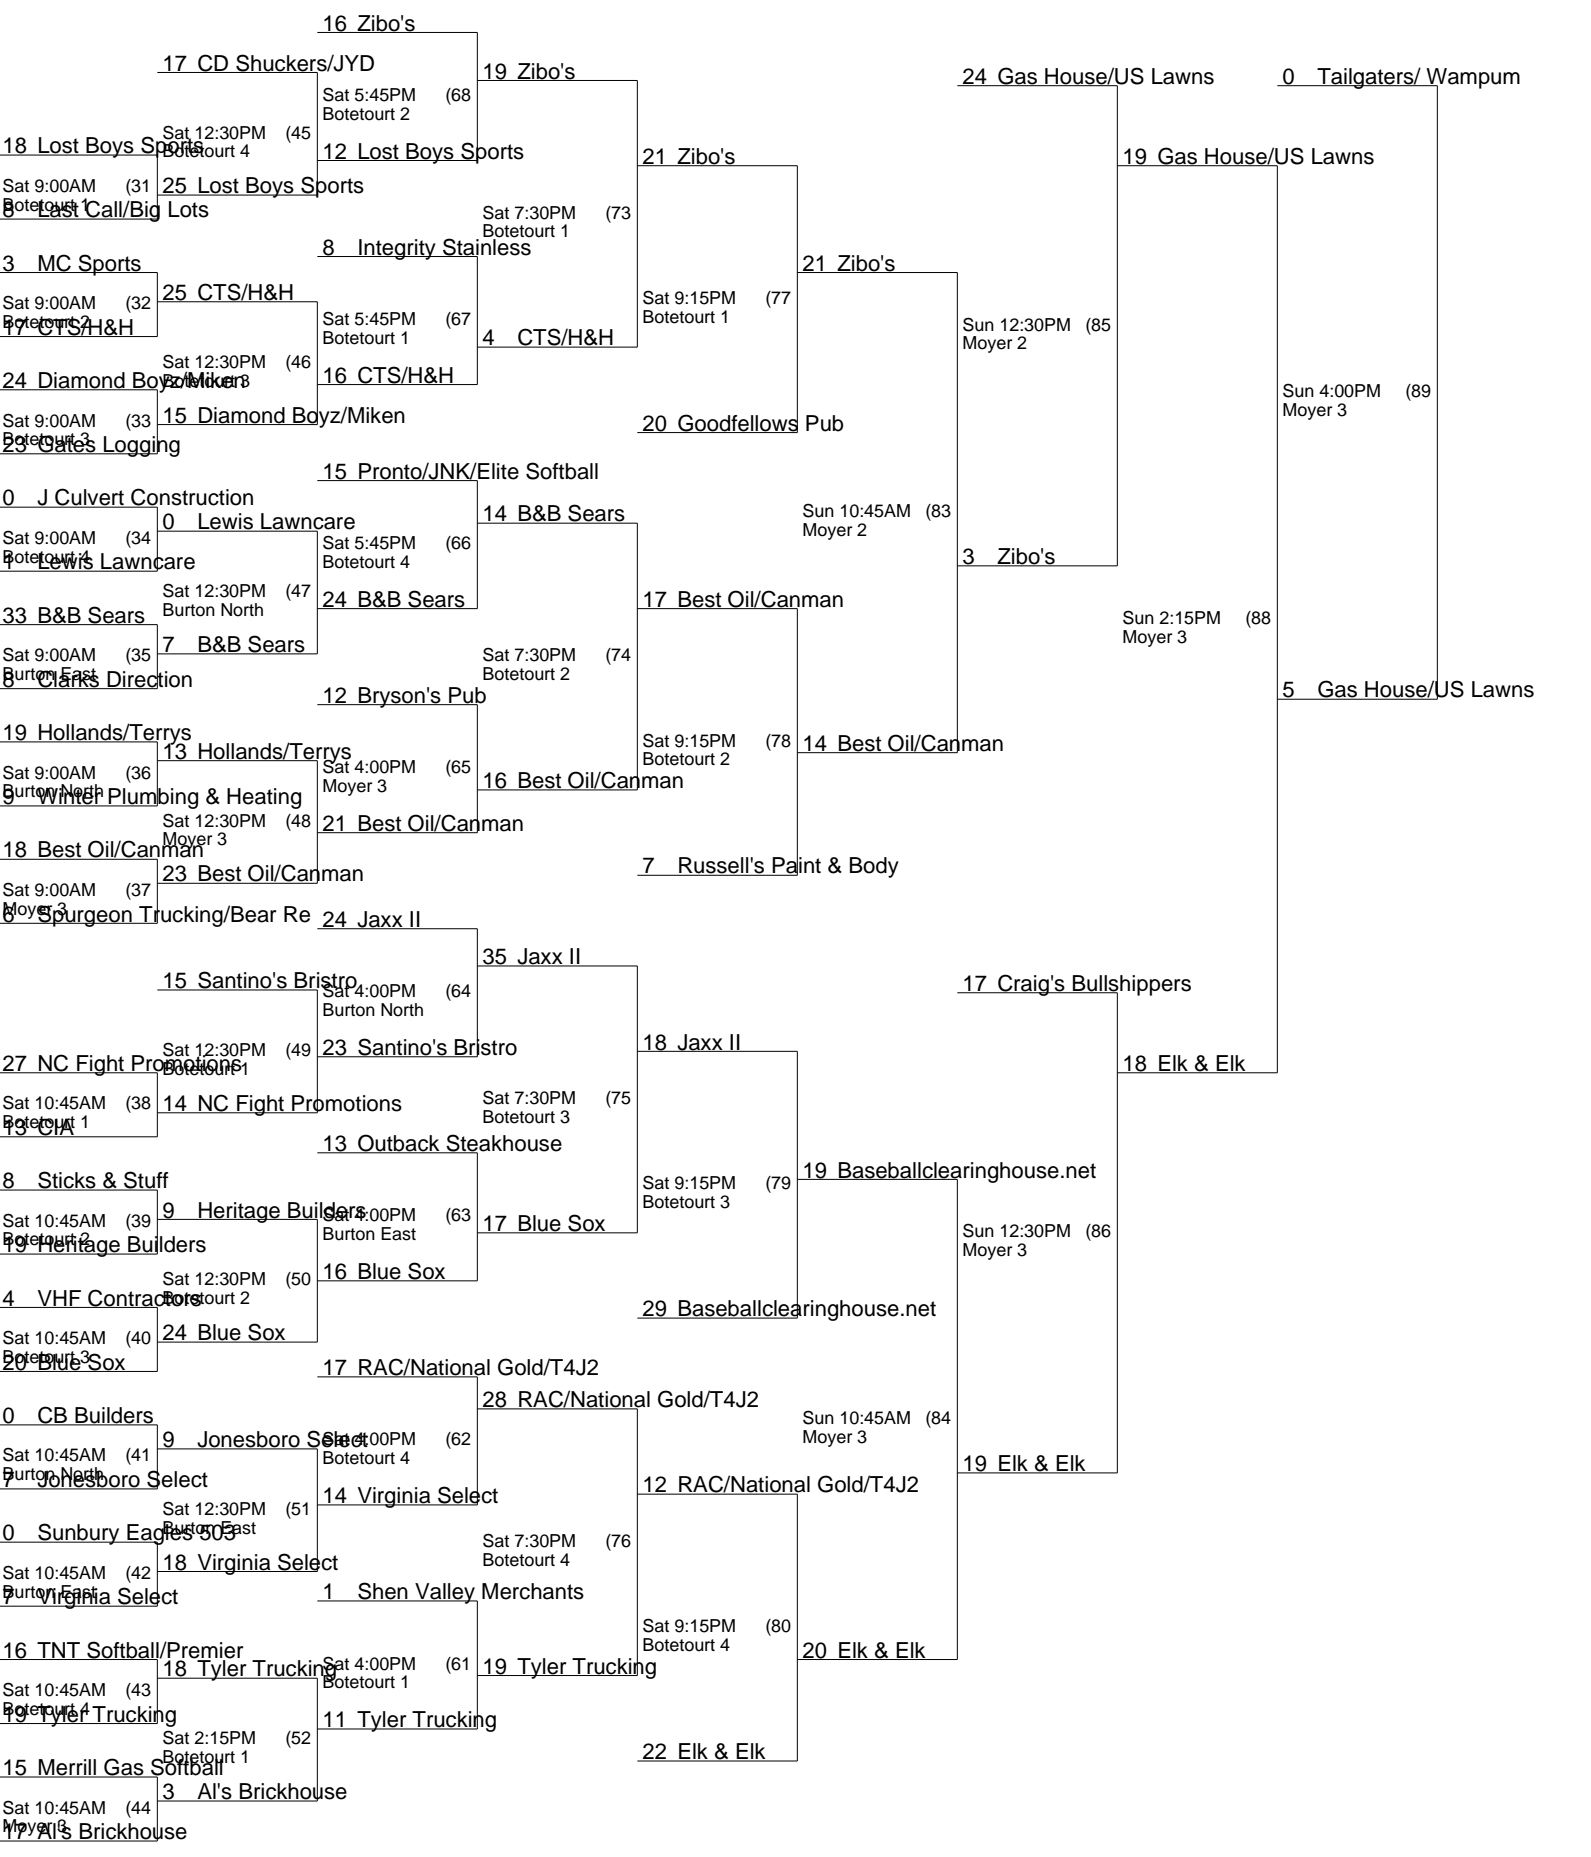 16 Zibo's
17 CD Shuckers/JYD
19 Zibo's
24 Gas House/US Lawns
0 Tailgaters/ Wampum
Sat 5:45PM (68
Botetourt 2
Sat 12:30PM (45
Botetourt 4
18 Lost Boys Sports
12 Lost Boys Sports
21 Zibo's
19 Gas House/US Lawns
Sat 9:00AM (31
Botetourt 1
25 Lost Boys Sports
8 Last Call/Big Lots
Sat 7:30PM (73
Botetourt 1
8 Integrity Stainless
3 MC Sports
21 Zibo's
25 CTS/H&H
Sat 9:00AM (32
Botetourt 2
17 CTS/H&H
Sat 9:15PM (77
Botetourt 1
Sat 5:45PM (67
Botetourt 1
Sun 12:30PM (85
Moyer 2
4 CTS/H&H
Sat 12:30PM (46
Botetourt 3
24 Diamond Boyz/Miken
16 CTS/H&H
Sun 4:00PM (89
Moyer 3
15 Diamond Boyz/Miken
Sat 9:00AM (33
Botetourt 3
23 Gates Logging
20 Goodfellows Pub
15 Pronto/JNK/Elite Softball
0 J Culvert Construction
14 B&B Sears
Sun 10:45AM (83
Moyer 2
0 Lewis Lawncare
Sat 9:00AM (34
Botetourt 4
1 Lewis Lawncare
Sat 5:45PM (66
Botetourt 4
3 Zibo's
Sat 12:30PM (47
Burton North
24 B&B Sears
17 Best Oil/Canman
33 B&B Sears
Sun 2:15PM (88
Moyer 3
7 B&B Sears
Sat 9:00AM (35
Burton East
8 Clarks Direction
Sat 7:30PM (74
Botetourt 2
12 Bryson's Pub
5 Gas House/US Lawns
19 Hollands/Terrys
13 Hollands/Terrys
Sat 9:15PM (78
Botetourt 2
14 Best Oil/Canman
Sat 9:00AM (36
Burton North
9 Winter Plumbing & Heating
Sat 4:00PM (65
Moyer 3
16 Best Oil/Canman
Sat 12:30PM (48
Moyer 3
21 Best Oil/Canman
18 Best Oil/Canman
23 Best Oil/Canman
7 Russell's Paint & Body
Sat 9:00AM (37
Moyer 3
6 Spurgeon Trucking/Bear Re
24 Jaxx II
35 Jaxx II
15 Santino's Bristro
17 Craig's Bullshippers
Sat 4:00PM (64
Burton North
18 Jaxx II
Sat 12:30PM (49
Botetourt 1
23 Santino's Bristro
27 NC Fight Promotions
18 Elk & Elk
Sat 10:45AM (38
Botetourt 1
14 NC Fight Promotions
13 CIA
Sat 7:30PM (75
Botetourt 3
13 Outback Steakhouse
8 Sticks & Stuff
19 Baseballclearinghouse.net
Sat 9:15PM (79
Botetourt 3
9 Heritage Builders
Sat 4:00PM (63
Burton East
17 Blue Sox
Sat 10:45AM (39
Botetourt 2
19 Heritage Builders
Sun 12:30PM (86
Moyer 3
Sat 12:30PM (50
Botetourt 2
16 Blue Sox
4 VHF Contractors
29 Baseballclearinghouse.net
24 Blue Sox
Sat 10:45AM (40
Botetourt 3
20 Blue Sox
17 RAC/National Gold/T4J2
28 RAC/National Gold/T4J2
0 CB Builders
Sun 10:45AM (84
Moyer 3
9 Jonesboro Select
Sat 4:00PM (62
Botetourt 4
Sat 10:45AM (41
Burton North
7 Jonesboro Select
19 Elk & Elk
12 RAC/National Gold/T4J2
14 Virginia Select
Sat 12:30PM (51
Burton East
0 Sunbury Eagles 503
Sat 7:30PM (76
Botetourt 4
18 Virginia Select
Sat 10:45AM (42
Burton East
7 Virginia Select
1 Shen Valley Merchants
Sat 9:15PM (80
Botetourt 4
16 TNT Softball/Premier
20 Elk & Elk
18 Tyler Trucking
Sat 4:00PM (61
Botetourt 1
19 Tyler Trucking
Sat 10:45AM (43
Botetourt 4
19 Tyler Trucking
11 Tyler Trucking
Sat 2:15PM (52
Botetourt 1
22 Elk & Elk
15 Merrill Gas Softball
3 Al's Brickhouse
Sat 10:45AM (44
Moyer 3
17 Al's Brickhouse